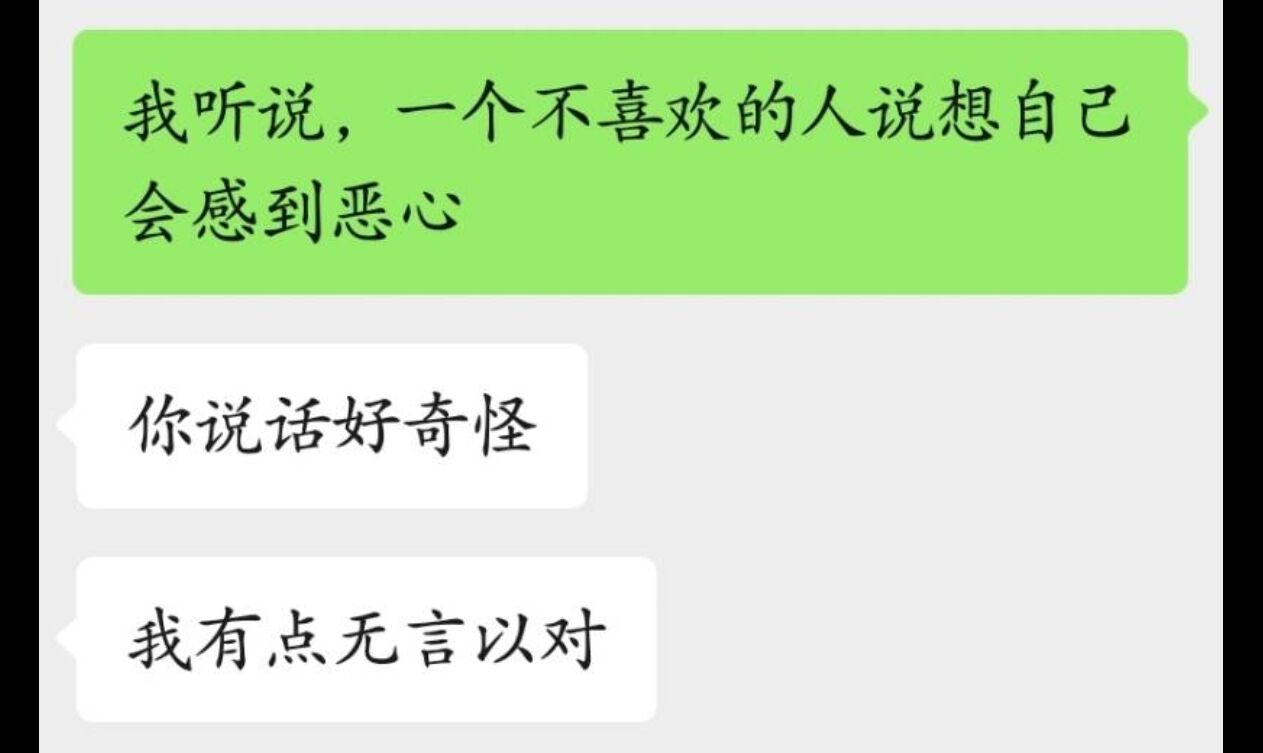 我听说，一个不喜欢的人说想自己
会感到恶心
你说话好奇怪
我有点无言以对